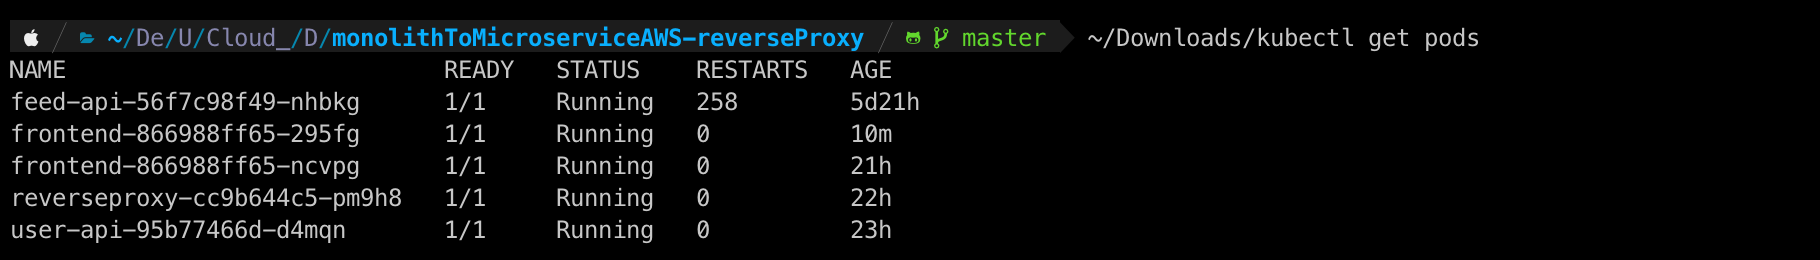 ~/De/U/Cloud_/D/monolithToMicroserviceAWS-reverseProxy master ~/Downloads/kubectl get pods
NAME READY STATUS RESTARTS AGE
feed-api-56f7c98f49-nhbkg 1/1 Running 258 5d21h
frontend-866988ff65-295fg 1/1 Running 0 10m
frontend-866988ff65-ncvpg 1/1 Running 0 21h
reverseproxy-cc9b644c5-pm9h8 1/1 Running 0 22h
user-api-95b77466d-d4mqn 1/1 Running 0 23h